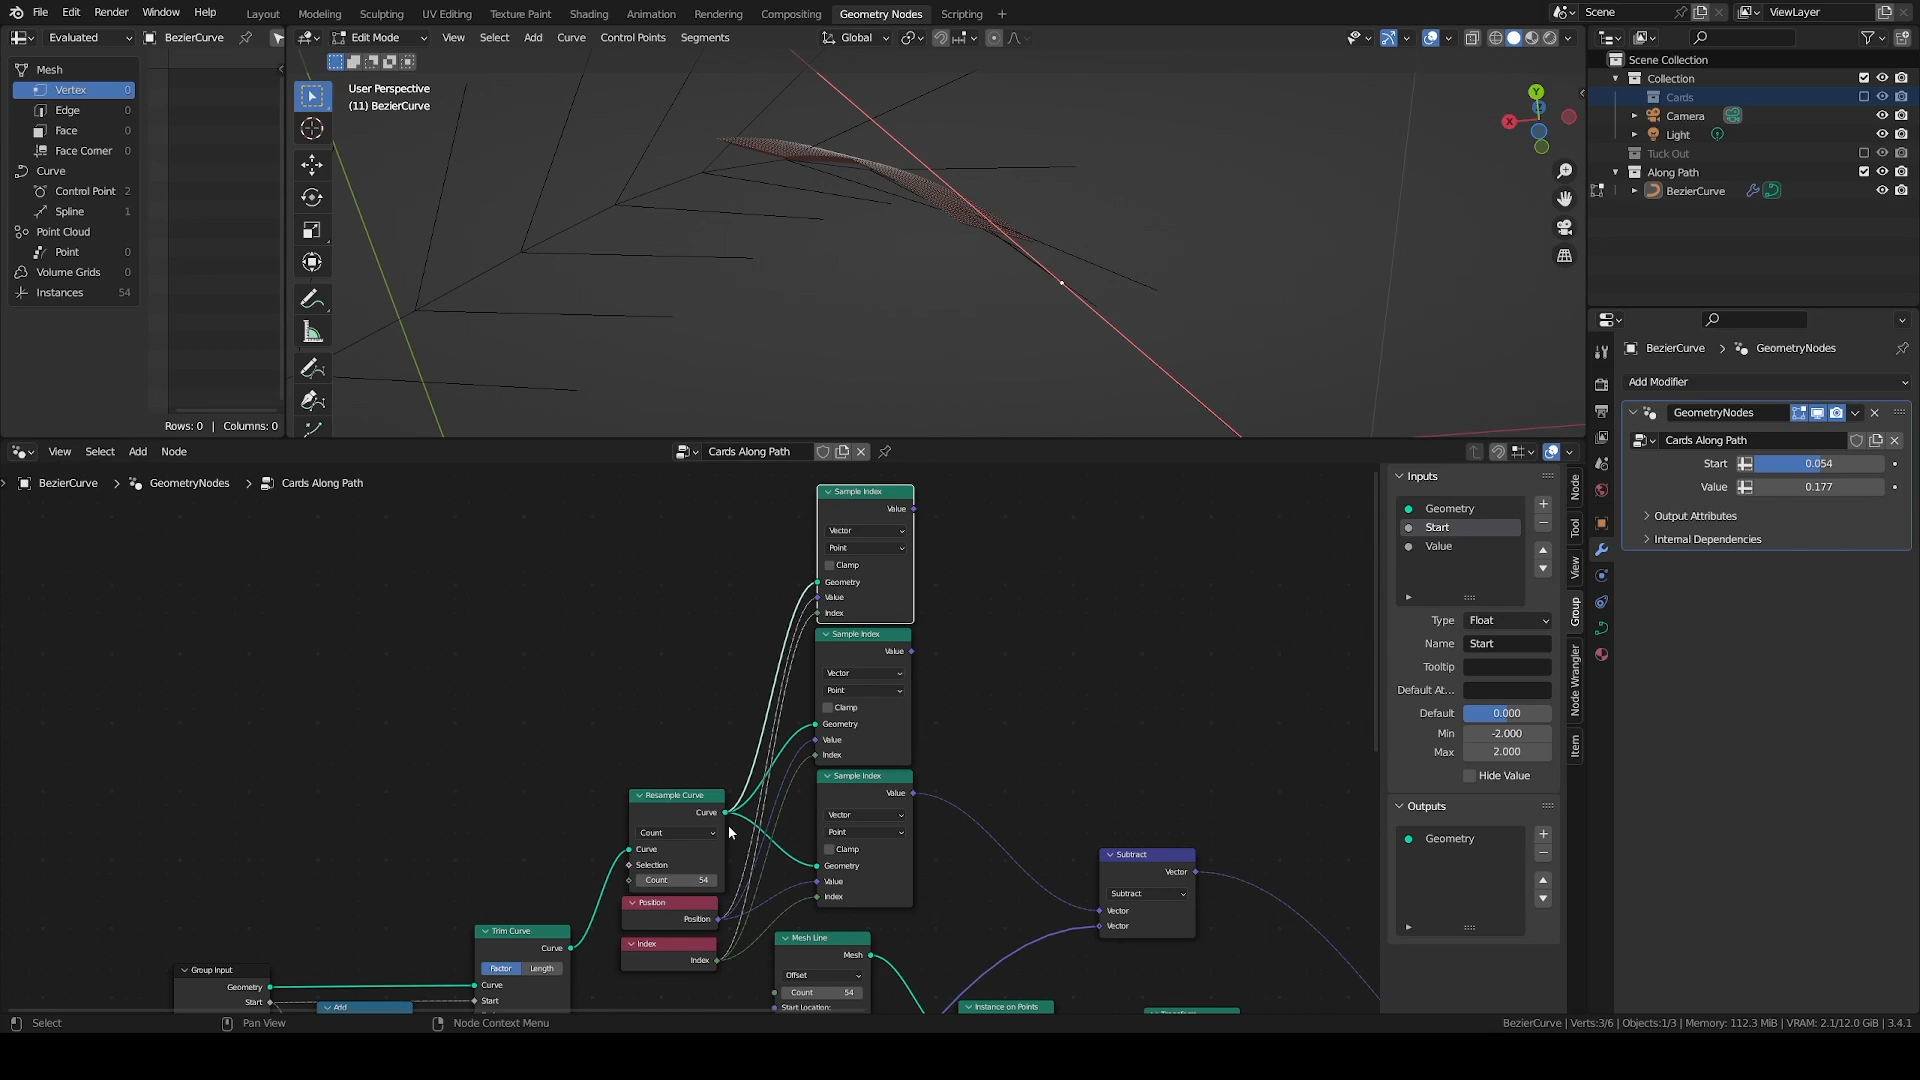 File Edit Render Window Help Layout Modeling Sculpting UV Editing Texture Paint Shading Animation Rendering Compositing Geometry Nodes Scripting + Scene ViewLayer
Evaluated BezierCurve Edit Mode View Select Add Curve Control Points Segments Global
Mesh
Vertex 0
Edge 0
Face 0
Face Corner 0
Curve
Control Point 2
Spline 1
Point Cloud
Point 0
Volume Grids 0
Instances 54
Rows: 0 | Columns: 0
User Perspective
(11) BezierCurve
Y
X
Scene Collection
Collection
Cards
Camera
Light
Tuck Out
Along Path
BezierCurve
BezierCurve > GeometryNodes
Add Modifier
GeometryNodes
Cards Along Path
Start 0.054
Value 0.177
Output Attributes
Internal Dependencies
View Select Add Node Cards Along Path
BezierCurve > GeometryNodes > Cards Along Path
Sample Index
Value
Vector
Point
Clamp
Geometry
Value
Index
Sample Index
Value
Vector
Point
Clamp
Geometry
Value
Index
Sample Index
Value
Vector
Point
Clamp
Geometry
Value
Index
Resample Curve
Curve
Count
Curve
Selection
Count 54
Position
Position
Index
Index
Trim Curve
Curve
Factor Length
Curve
Start
Group Input
Geometry
Start
Add
Mesh Line
Mesh
Offset
Count 54
Start Location:
Instance on Points
Subtract
Vector
Subtract
Vector
Vector
Inputs
Geometry
Start
Value
Type Float
Name Start
Tooltip
Default At...
Default 0.000
Min -2.000
Max 2.000
Hide Value
Outputs
Geometry
Node
Tool
View
Group
Node Wrangler
Item
Select Pan View Node Context Menu BezierCurve | Verts:3/6 | Objects:1/3 | Memory: 112.3 MiB | VRAM: 2.1/12.0 GiB | 3.4.1